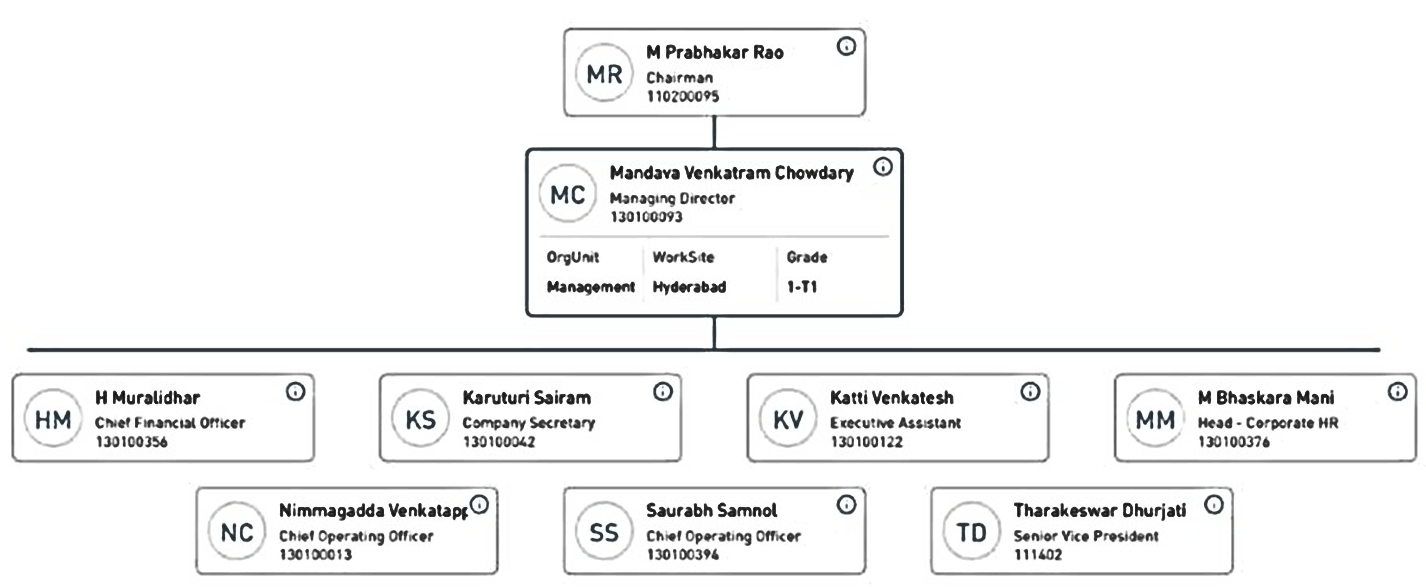 MR
M Prabhakar Rao
Chairman
110200095
MC
Mandava Venkatram Chowdary
Managing Director
130100093
OrgUnit WorkSite Grade
Management Hyderabad 1-T1
HM
H Muralidhar
Chief Financial Officer
130100356
KS
Karuturi Sairam
Company Secretary
130100042
KV
Katti Venkatesh
Executive Assistant
130100122
MM
M Bhaskara Mani
Head - Corporate HR
130100376
NC
Nimmagadda Venkatapp
Chief Operating Officer
130100013
SS
Saurabh Samnol
Chief Operating Officer
130100394
TD
Tharakeswar Dhurjati
Senior Vice President
111402